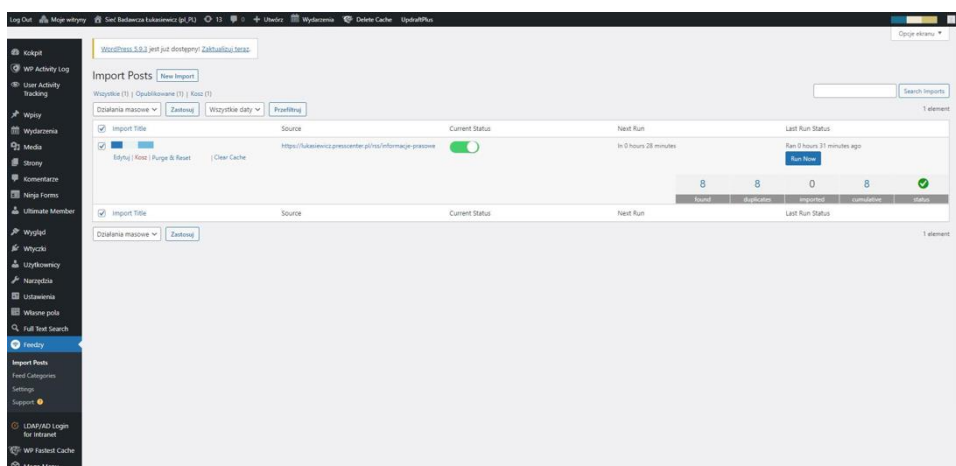 Log Out Moje witryny Sieć Badawcza Łukasiewicz (pl_PL) 13 0 Utwórz Wydarzenia Delete Cache UpdraftPlus
Opcje ekranu
WordPress 5.9.3 jest już dostępny! Zaktualizuj teraz.
Import Posts New Import
Wszystkie (1) | Opublikowane (1) | Kosz (1)
Search Imports
Działania masowe Zastosuj Wszystkie daty Przefiltruj
1 element
Import Title Source Current Status Next Run Last Run Status
https://lukasiewicz.presscenter.pl/rss/informacje-prasowe In 0 hours 28 minutes Ran 0 hours 31 minutes ago
Edytuj | Kosz | Purge & Reset | Clear Cache
Run Now
8 8 0 8
found duplicates imported cumulative status
Import Title Source Current Status Next Run Last Run Status
Działania masowe Zastosuj
1 element
Kokpit
WP Activity Log
User Activity
Tracking
Wpisy
Wydarzenia
Media
Strony
Komentarze
Ninja Forms
Ultimate Member
Wygląd
Wtyczki
Użytkownicy
Narzędzia
Ustawienia
Własne pola
Full Text Search
Feedzy
Import Posts
Feed Categories
Settings
Support
LDAP/AD Login
for Intranet
WP Fastest Cache
Mega Menu